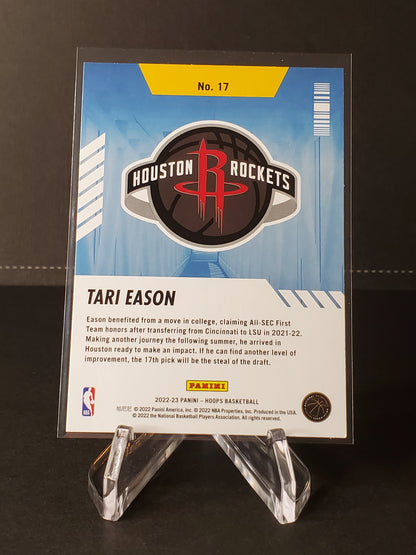 No. 17
HOUSTON ROCKETS
TARI EASON
Eason benefited from a move in college, claiming All-SEC First
Team honors after transferring from Cincinnati to LSU in 2021-22.
Making another journey the following summer, he arrived in
Houston ready to make an impact. If he can find another level of
improvement, the 17th pick will be the steal of the draft.
PANINI
NBA
2022-23 PANINI – HOOPS BASKETBALL
© 2022 Panini America, Inc. © 2022 NBA Properties, Inc. Produced in the USA.
© 2022 the National Basketball Players Association. All rights reserved.